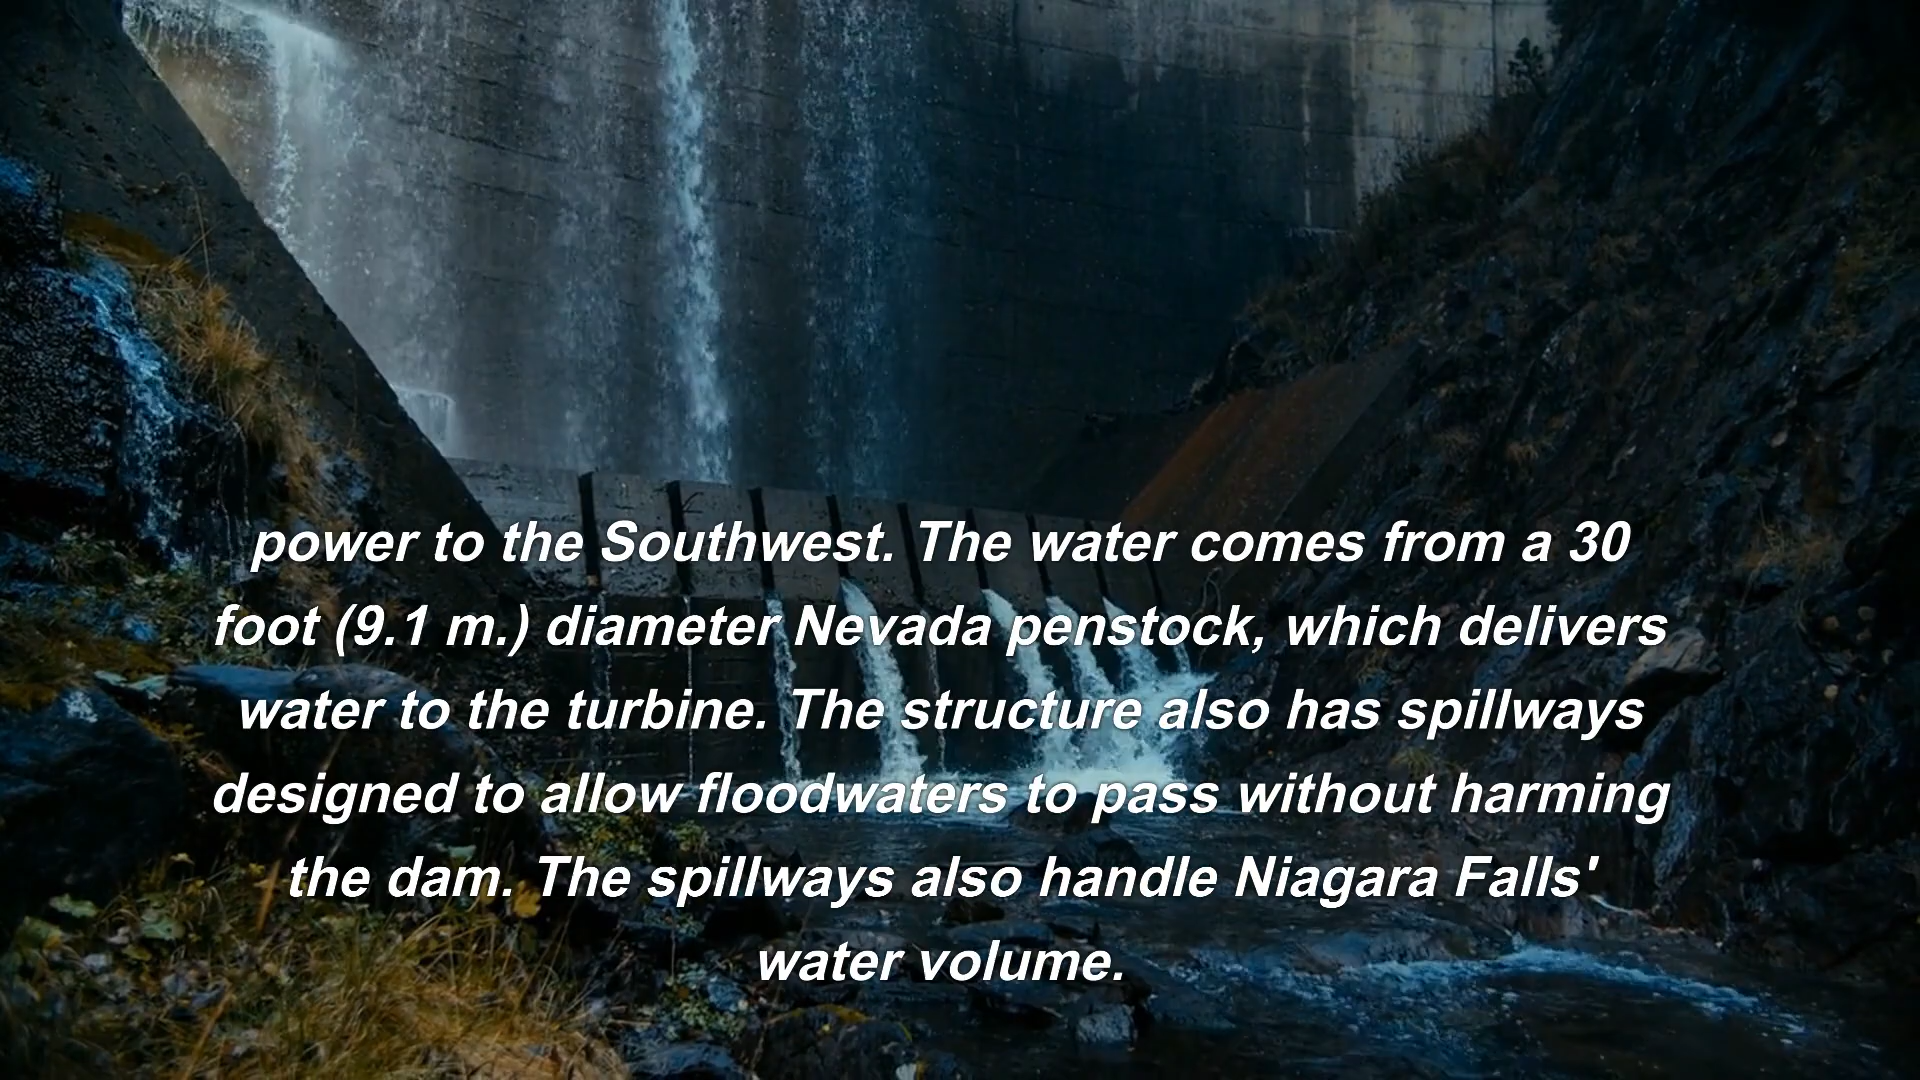 power to the Southwest. The water comes from a 30
foot (9.1 m.) diameter Nevada penstock, which delivers
water to the turbine. The structure also has spillways
designed to allow floodwaters to pass without harming
the dam. The spillways also handle Niagara Falls'
water volume.